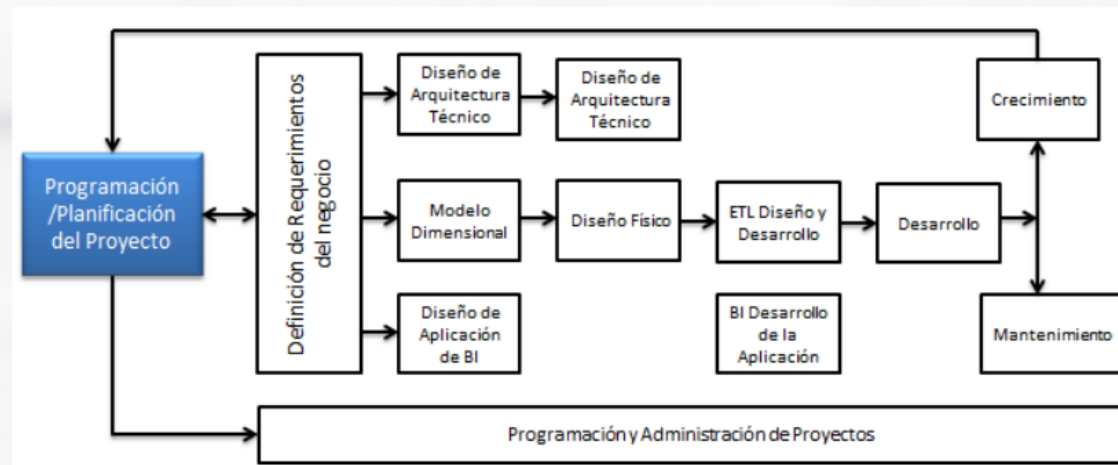 Programación
/Planificación
del Proyecto
Definición de Requerimientos
del negocio
Diseño de
Arquitectura
Técnico
Diseño de
Arquitectura
Técnico
Crecimiento
Modelo
Dimensional
Diseño Físico
ETL Diseño y
Desarrollo
Desarrollo
Diseño de
Aplicación
de BI
BI Desarrollo
de la
Aplicación
Mantenimiento
Programación y Administración de Proyectos